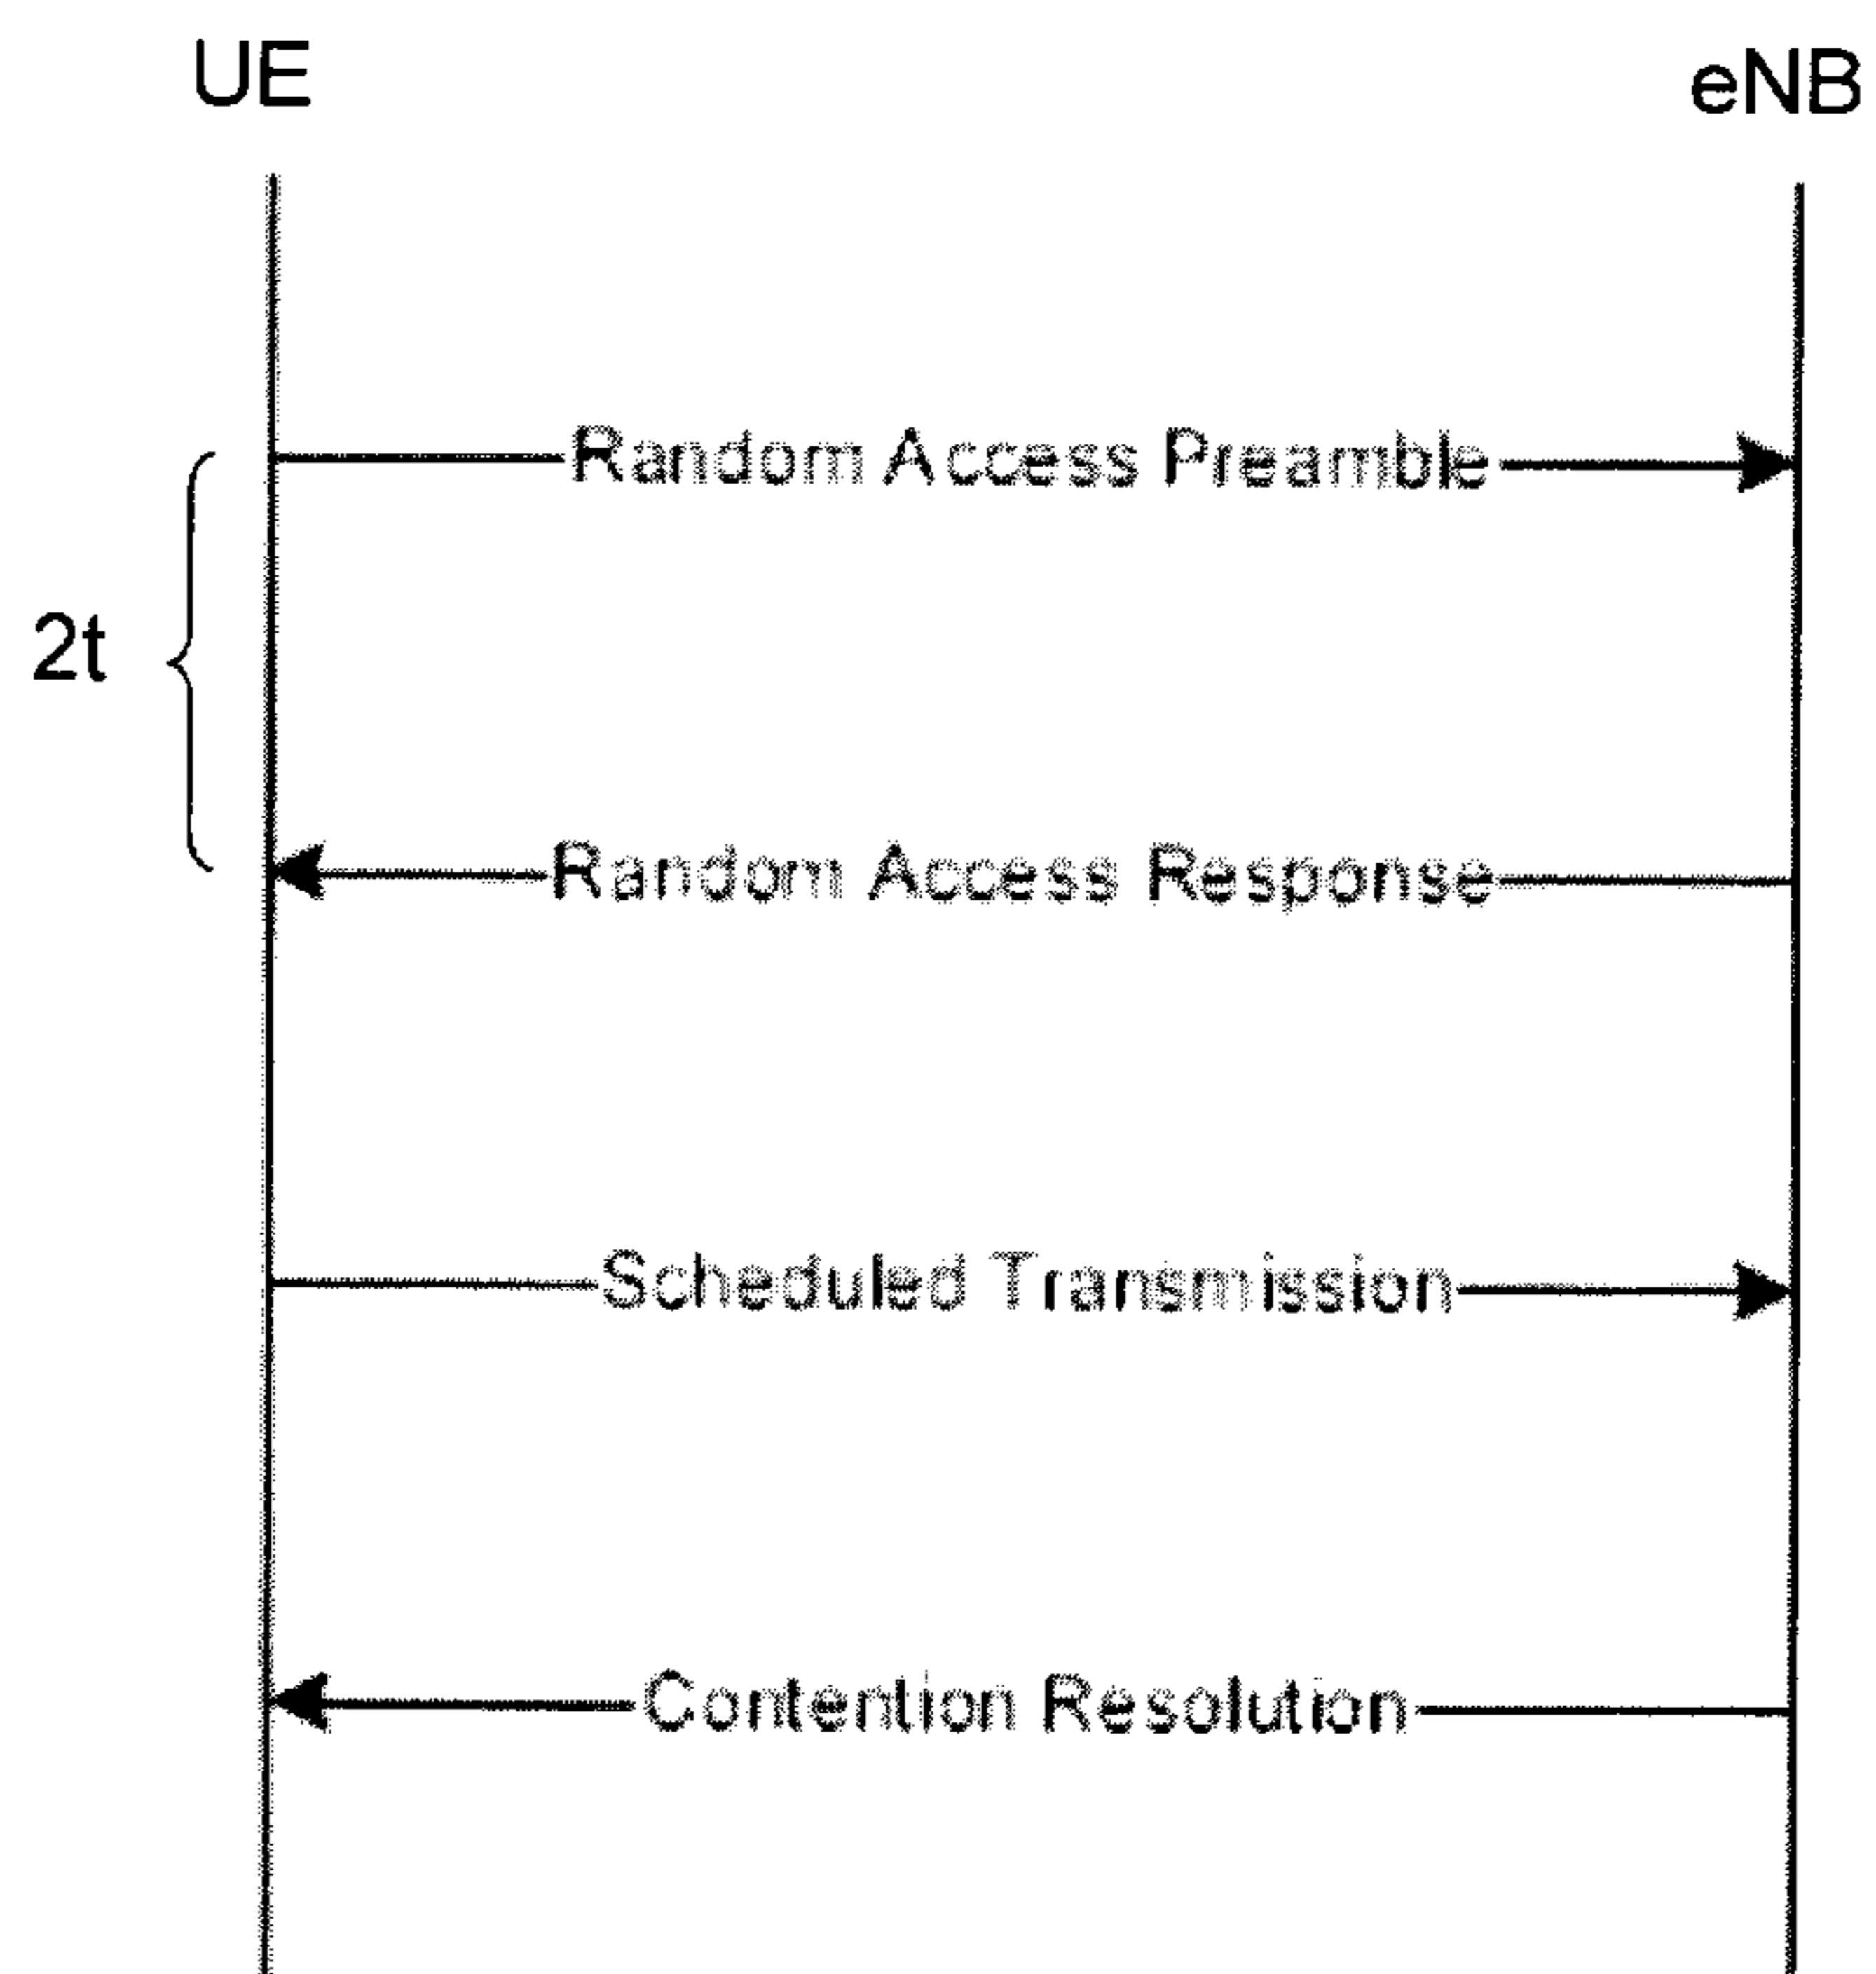 UE
eNB
Random Access Preamble
2t
Random Access Response
Scheduled Transmission
Contention Resolution